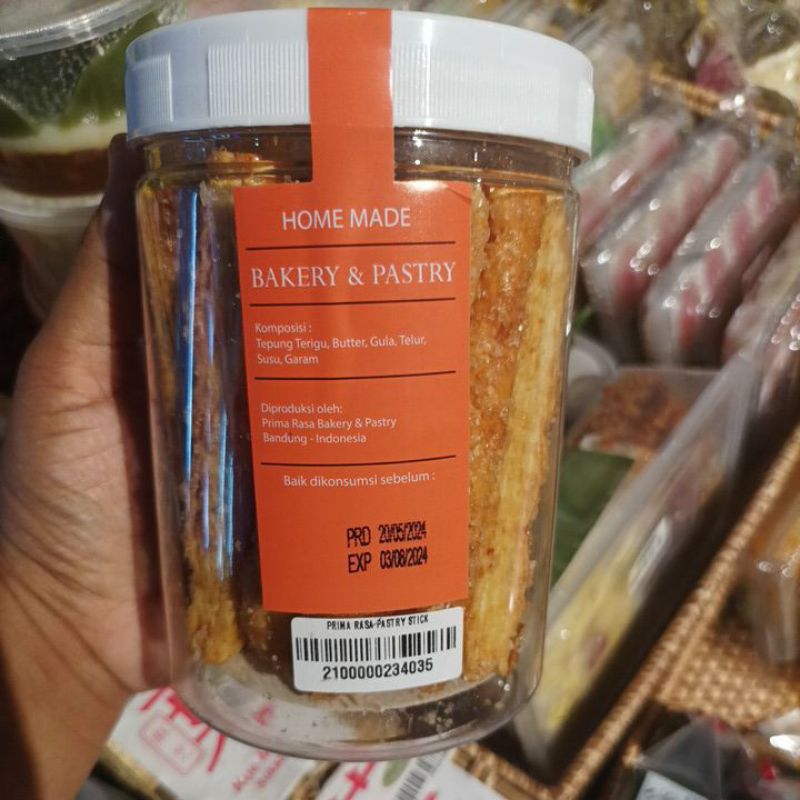 HOME MADE
BAKERY & PASTRY
Komposisi :
Tepung Terigu, Butter, Gula, Telur,
Susu, Garam
Diproduksi oleh:
Prima Rasa Bakery & Pastry
Bandung - Indonesia
Baik dikonsumsi sebelum :
PRD 20/05/2024
EXP 03/08/2024
PRIMA RASA-PASTRY STICK
2100000234035